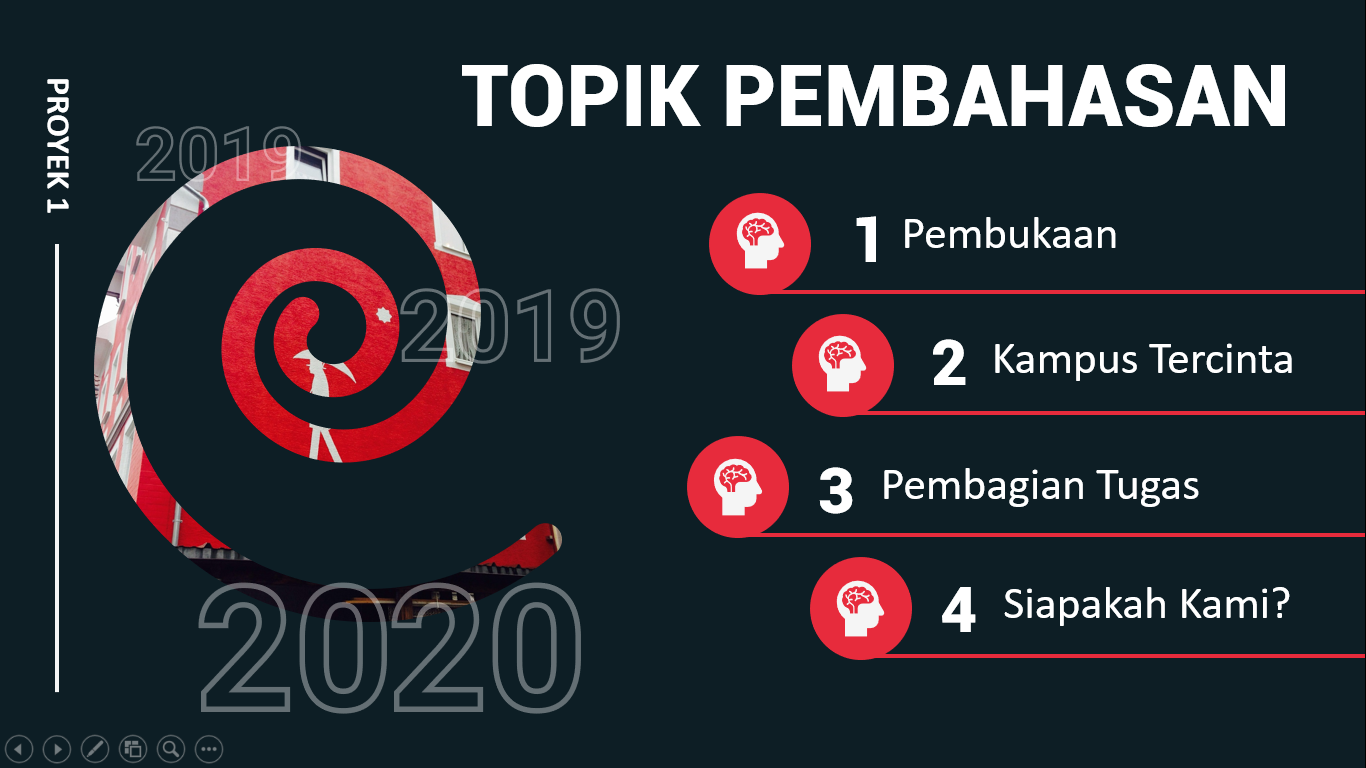 TOPIK PEMBAHASAN
PROYEK 1
2019
2019
2020
1 Pembukaan
2 Kampus Tercinta
3 Pembagian Tugas
4 Siapakah Kami?